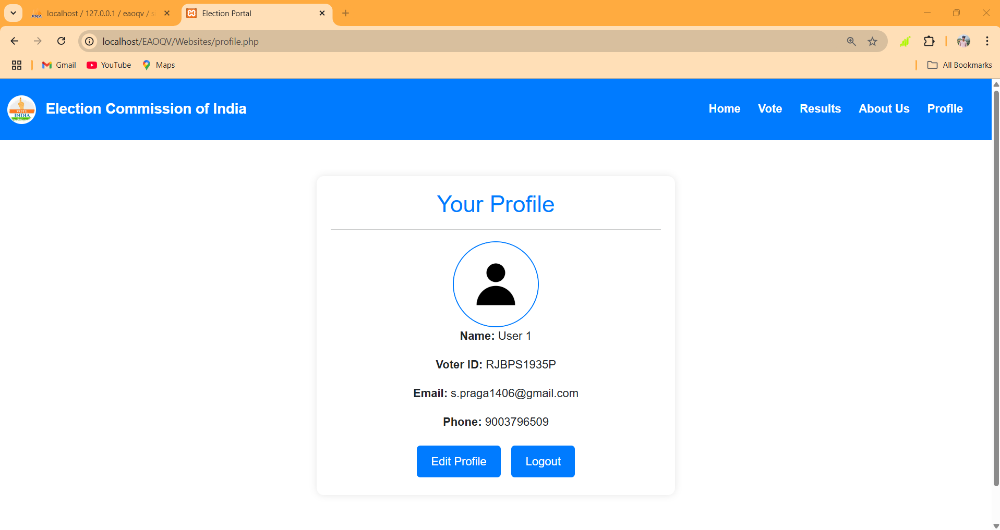 localhost / 127.0.0.1 / eaoqv / s
Election Portal
localhost/EAOQV/Websites/profile.php
Gmail
YouTube
Maps
All Bookmarks
PMA
VOTE
INDIA
Election Commission of India
Home
Vote
Results
About Us
Profile
Your Profile
Name: User 1
Voter ID: RJBPS1935P
Email: s.praga1406@gmail.com
Phone: 9003796509
Edit Profile
Logout